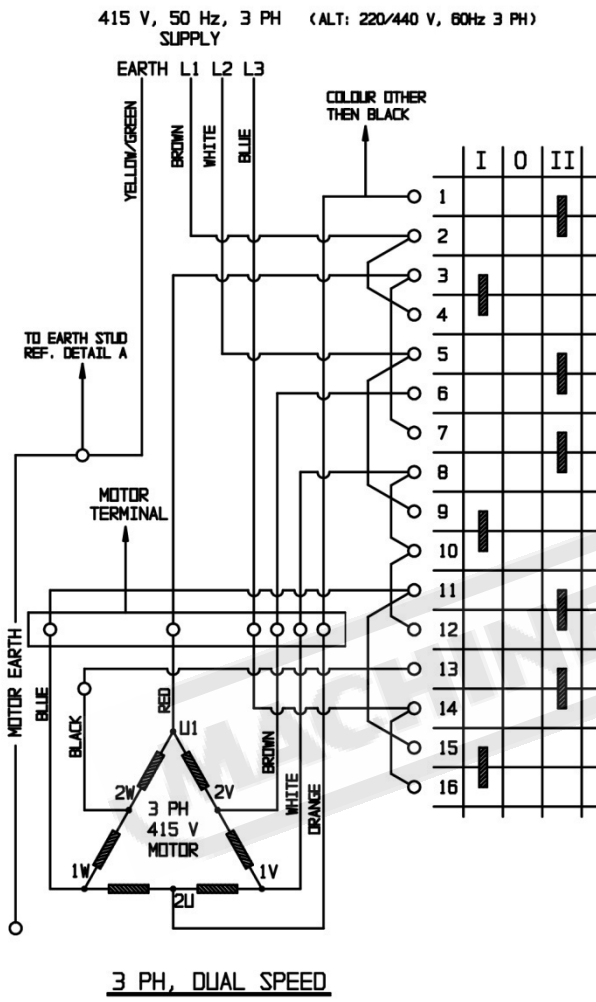 415 V, 50 Hz, 3 PH (ALT: 220/440 V, 60Hz 3 PH)
SUPPLY
EARTH L1 L2 L3
COLOUR OTHER
THEN BLACK
YELLOW/GREEN
BROWN
WHITE
BLUE
I O II
1
2
3
4
5
6
7
8
9
10
11
12
13
14
15
16
TO EARTH STUD
REF. DETAIL A
MOTOR
TERMINAL
MOTOR EARTH
BLUE
BLACK
RED
BROWN
WHITE
ORANGE
U1
2W
2V
3 PH
415 V
MOTOR
1W
1V
2U
3 PH, DUAL SPEED